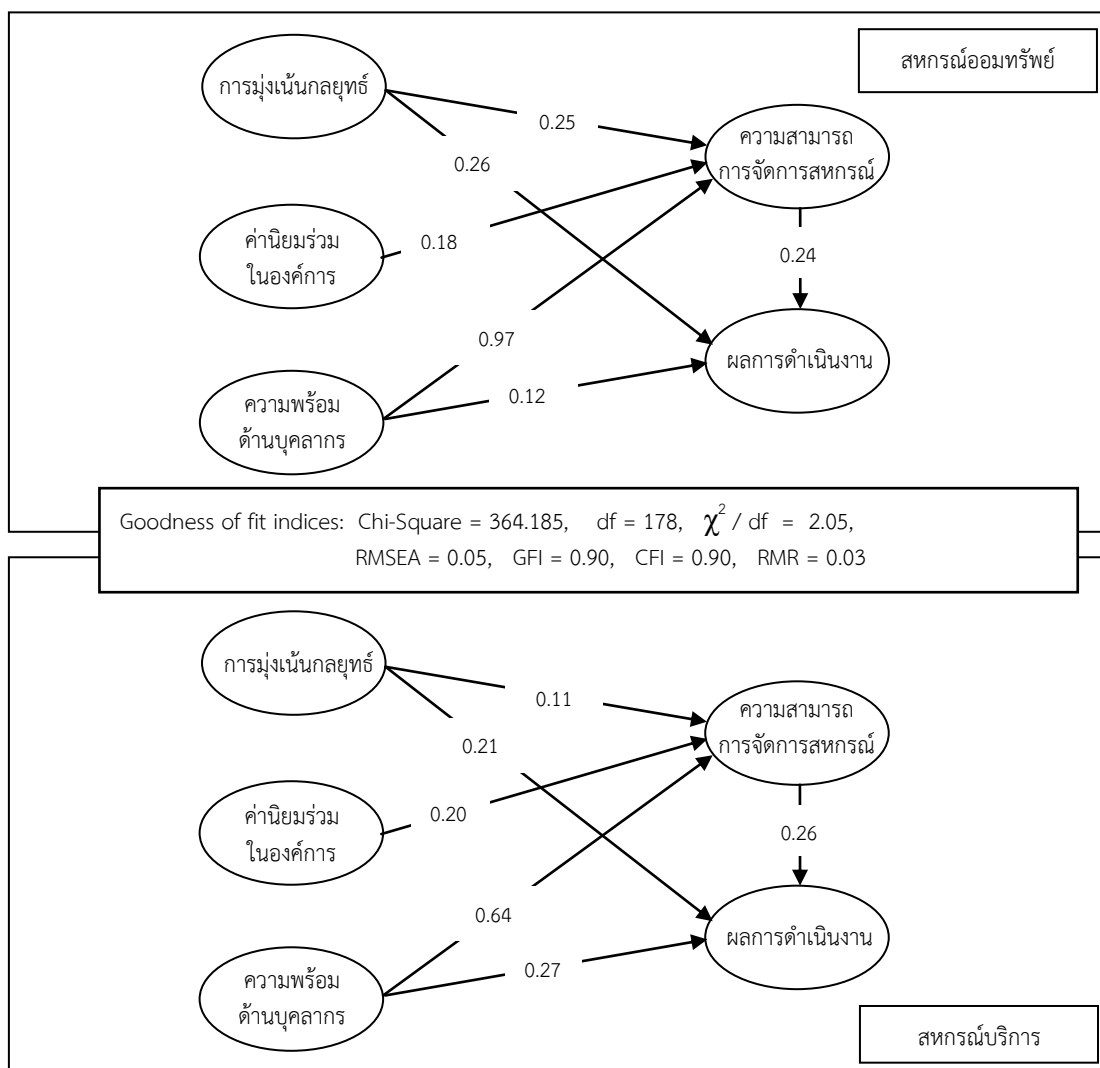 สหกรณ์ออมทรัพย์
การมุ่งเน้นกลยุทธ์
0.25
ความสามารถ
การจัดการสหกรณ์
0.26
ค่านิยมร่วม
ในองค์การ
0.18
0.24
0.97
ผลการดำเนินงาน
0.12
ความพร้อม
ด้านบุคลากร
Goodness of fit indices: Chi-Square = 364.185, df = 178, χ² / df = 2.05,
RMSEA = 0.05, GFI = 0.90, CFI = 0.90, RMR = 0.03
การมุ่งเน้นกลยุทธ์
0.11
ความสามารถ
การจัดการสหกรณ์
0.21
ค่านิยมร่วม
ในองค์การ
0.20
0.26
0.64
ผลการดำเนินงาน
0.27
ความพร้อม
ด้านบุคลากร
สหกรณ์บริการ